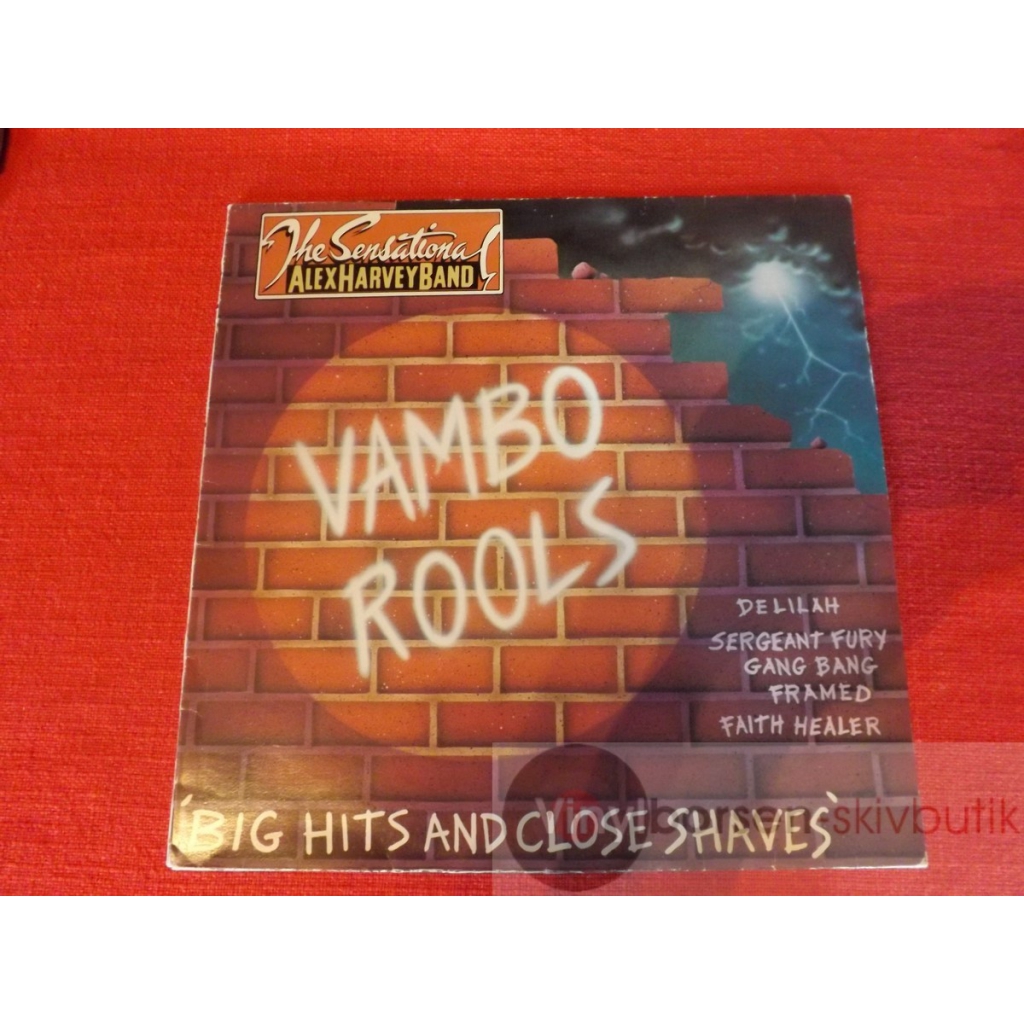 The Sensational
ALEX HARVEY BAND
VAMBO
ROOLS
DELILAH
SERGEANT FURY
GANG BANG
FRAMED
FAITH HEALER
'BIG HITS AND CLOSE SHAVES'
Vinylbörsen skivbutik